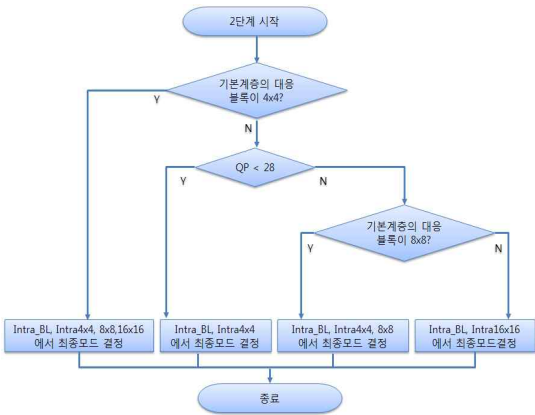 2단계 시작
기본계층의 대응
블록이 4x4?
Y
N
QP < 28
Y
N
기본계층의 대응
블록이 8x8?
Y
N
Intra_BL, Intra4x4, 8x8,16x16
에서 최종모드 결정
Intra_BL, Intra4x4
에서 최종모드 결정
Intra_BL, Intra4x4, 8x8
에서 최종모드 결정
Intra_BL, Intra16x16
에서 최종모드결정
종료